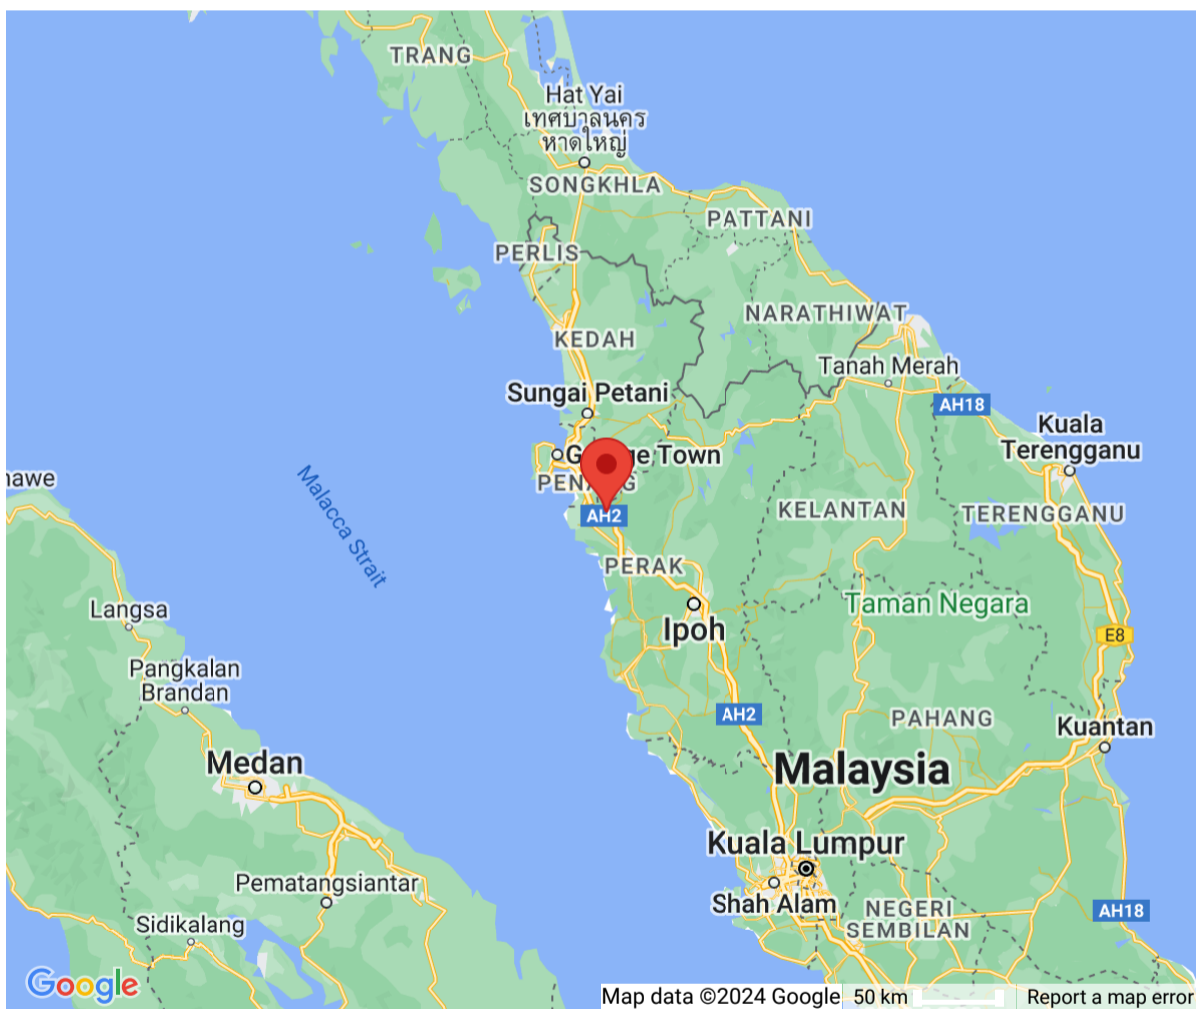 TRANG
Hat Yai
เทศบาลนคร
หาดใหญ่
SONGKHLA
PATTANI
PERLIS
NARATHIWAT
KEDAH
Tanah Merah
Sungai Petani
AH18
Kuala
Terengganu
Town
nawe
Malacca Strait
AH2
KELANTAN
TERENGGANU
PERAK
Taman Negara
Langsa
Ipoh
E8
Pangkalan
Brandan
AH2
PAHANG
Kuantan
Medan
Malaysia
Kuala Lumpur
Pematangsiantar
Shah Alam
NEGERI
SEMBILAN
AH18
Sidikalang
Google
Map data ©2024 Google
50 km
Report a map error